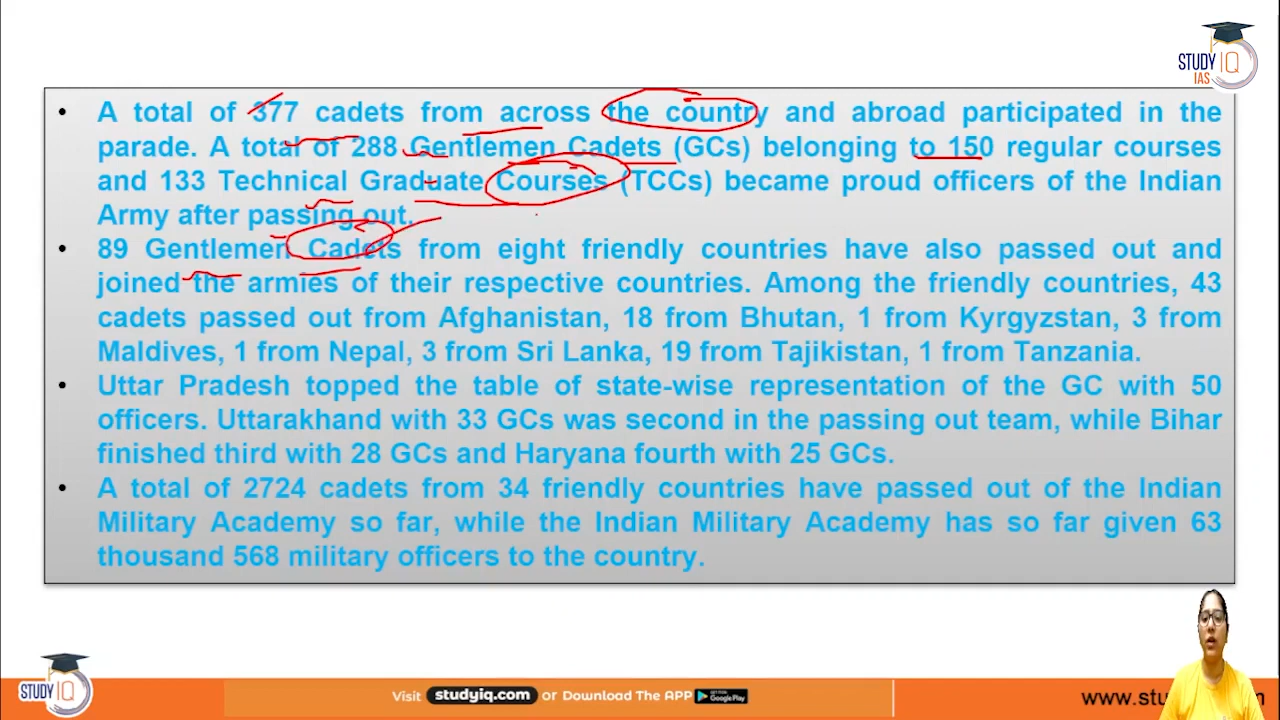 STUDY IQ
IAS
• A total of 377 cadets from across the country and abroad participated in the
parade. A total of 288 Gentlemen Cadets (GCs) belonging to 150 regular courses
and 133 Technical Graduate Courses (TCCs) became proud officers of the Indian
Army after passing out.
• 89 Gentlemen Cadets from eight friendly countries have also passed out and
joined the armies of their respective countries. Among the friendly countries, 43
cadets passed out from Afghanistan, 18 from Bhutan, 1 from Kyrgyzstan, 3 from
Maldives, 1 from Nepal, 3 from Sri Lanka, 19 from Tajikistan, 1 from Tanzania.
• Uttar Pradesh topped the table of state-wise representation of the GC with 50
officers. Uttarakhand with 33 GCs was second in the passing out team, while Bihar
finished third with 28 GCs and Haryana fourth with 25 GCs.
• A total of 2724 cadets from 34 friendly countries have passed out of the Indian
Military Academy so far, while the Indian Military Academy has so far given 63
thousand 568 military officers to the country.
STUDY IQ
Visit studyiq.com or Download The APP Google Play